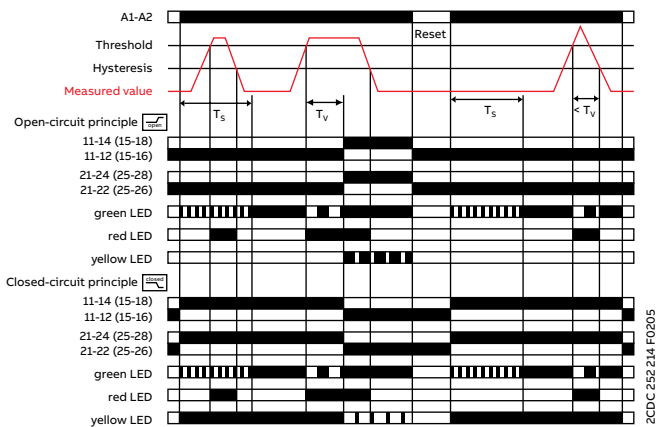 A1-A2
Reset
Threshold
Hysteresis
Measured value
Ts
Tv
Ts
< Tv
Open-circuit principle open
11-14 (15-18)
11-12 (15-16)
21-24 (25-28)
21-22 (25-26)
green LED
red LED
yellow LED
Closed-circuit principle closed
11-14 (15-18)
11-12 (15-16)
21-24 (25-28)
21-22 (25-26)
green LED
red LED
yellow LED
2CDC 252 214 F0205